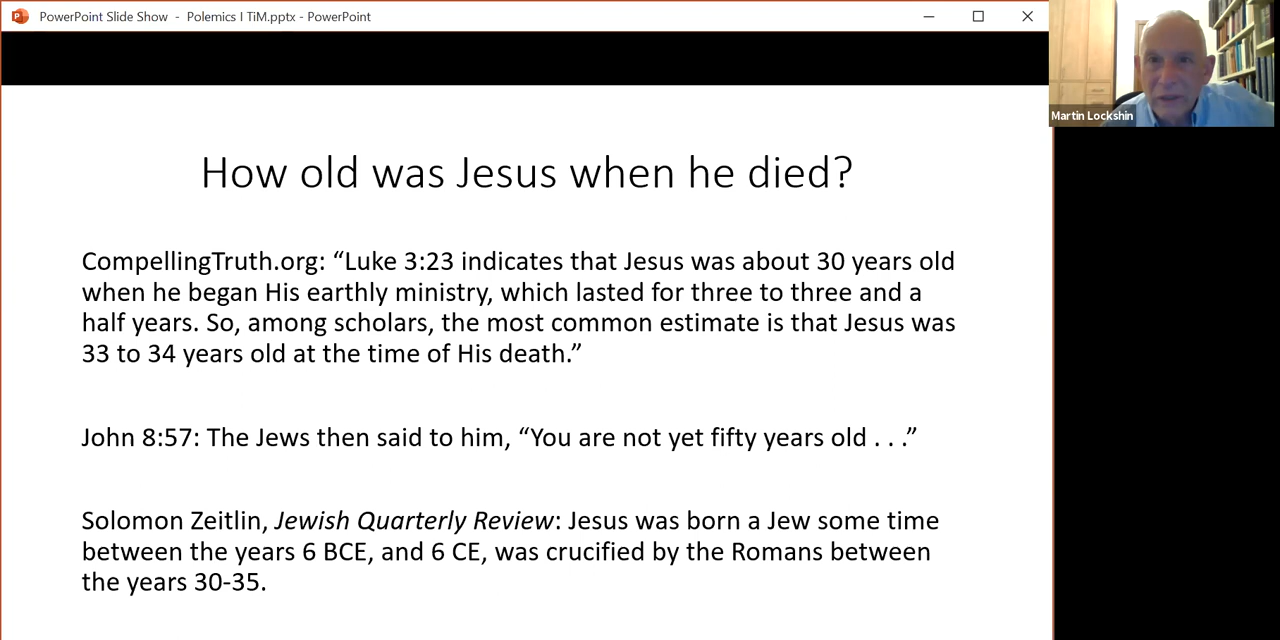 PowerPoint Slide Show - Polemics I TiM.pptx - PowerPoint
Martin Lockshin
How old was Jesus when he died?
CompellingTruth.org: “Luke 3:23 indicates that Jesus was about 30 years old
when he began His earthly ministry, which lasted for three to three and a
half years. So, among scholars, the most common estimate is that Jesus was
33 to 34 years old at the time of His death.”
John 8:57: The Jews then said to him, “You are not yet fifty years old . . .”
Solomon Zeitlin, Jewish Quarterly Review: Jesus was born a Jew some time
between the years 6 BCE, and 6 CE, was crucified by the Romans between
the years 30-35.